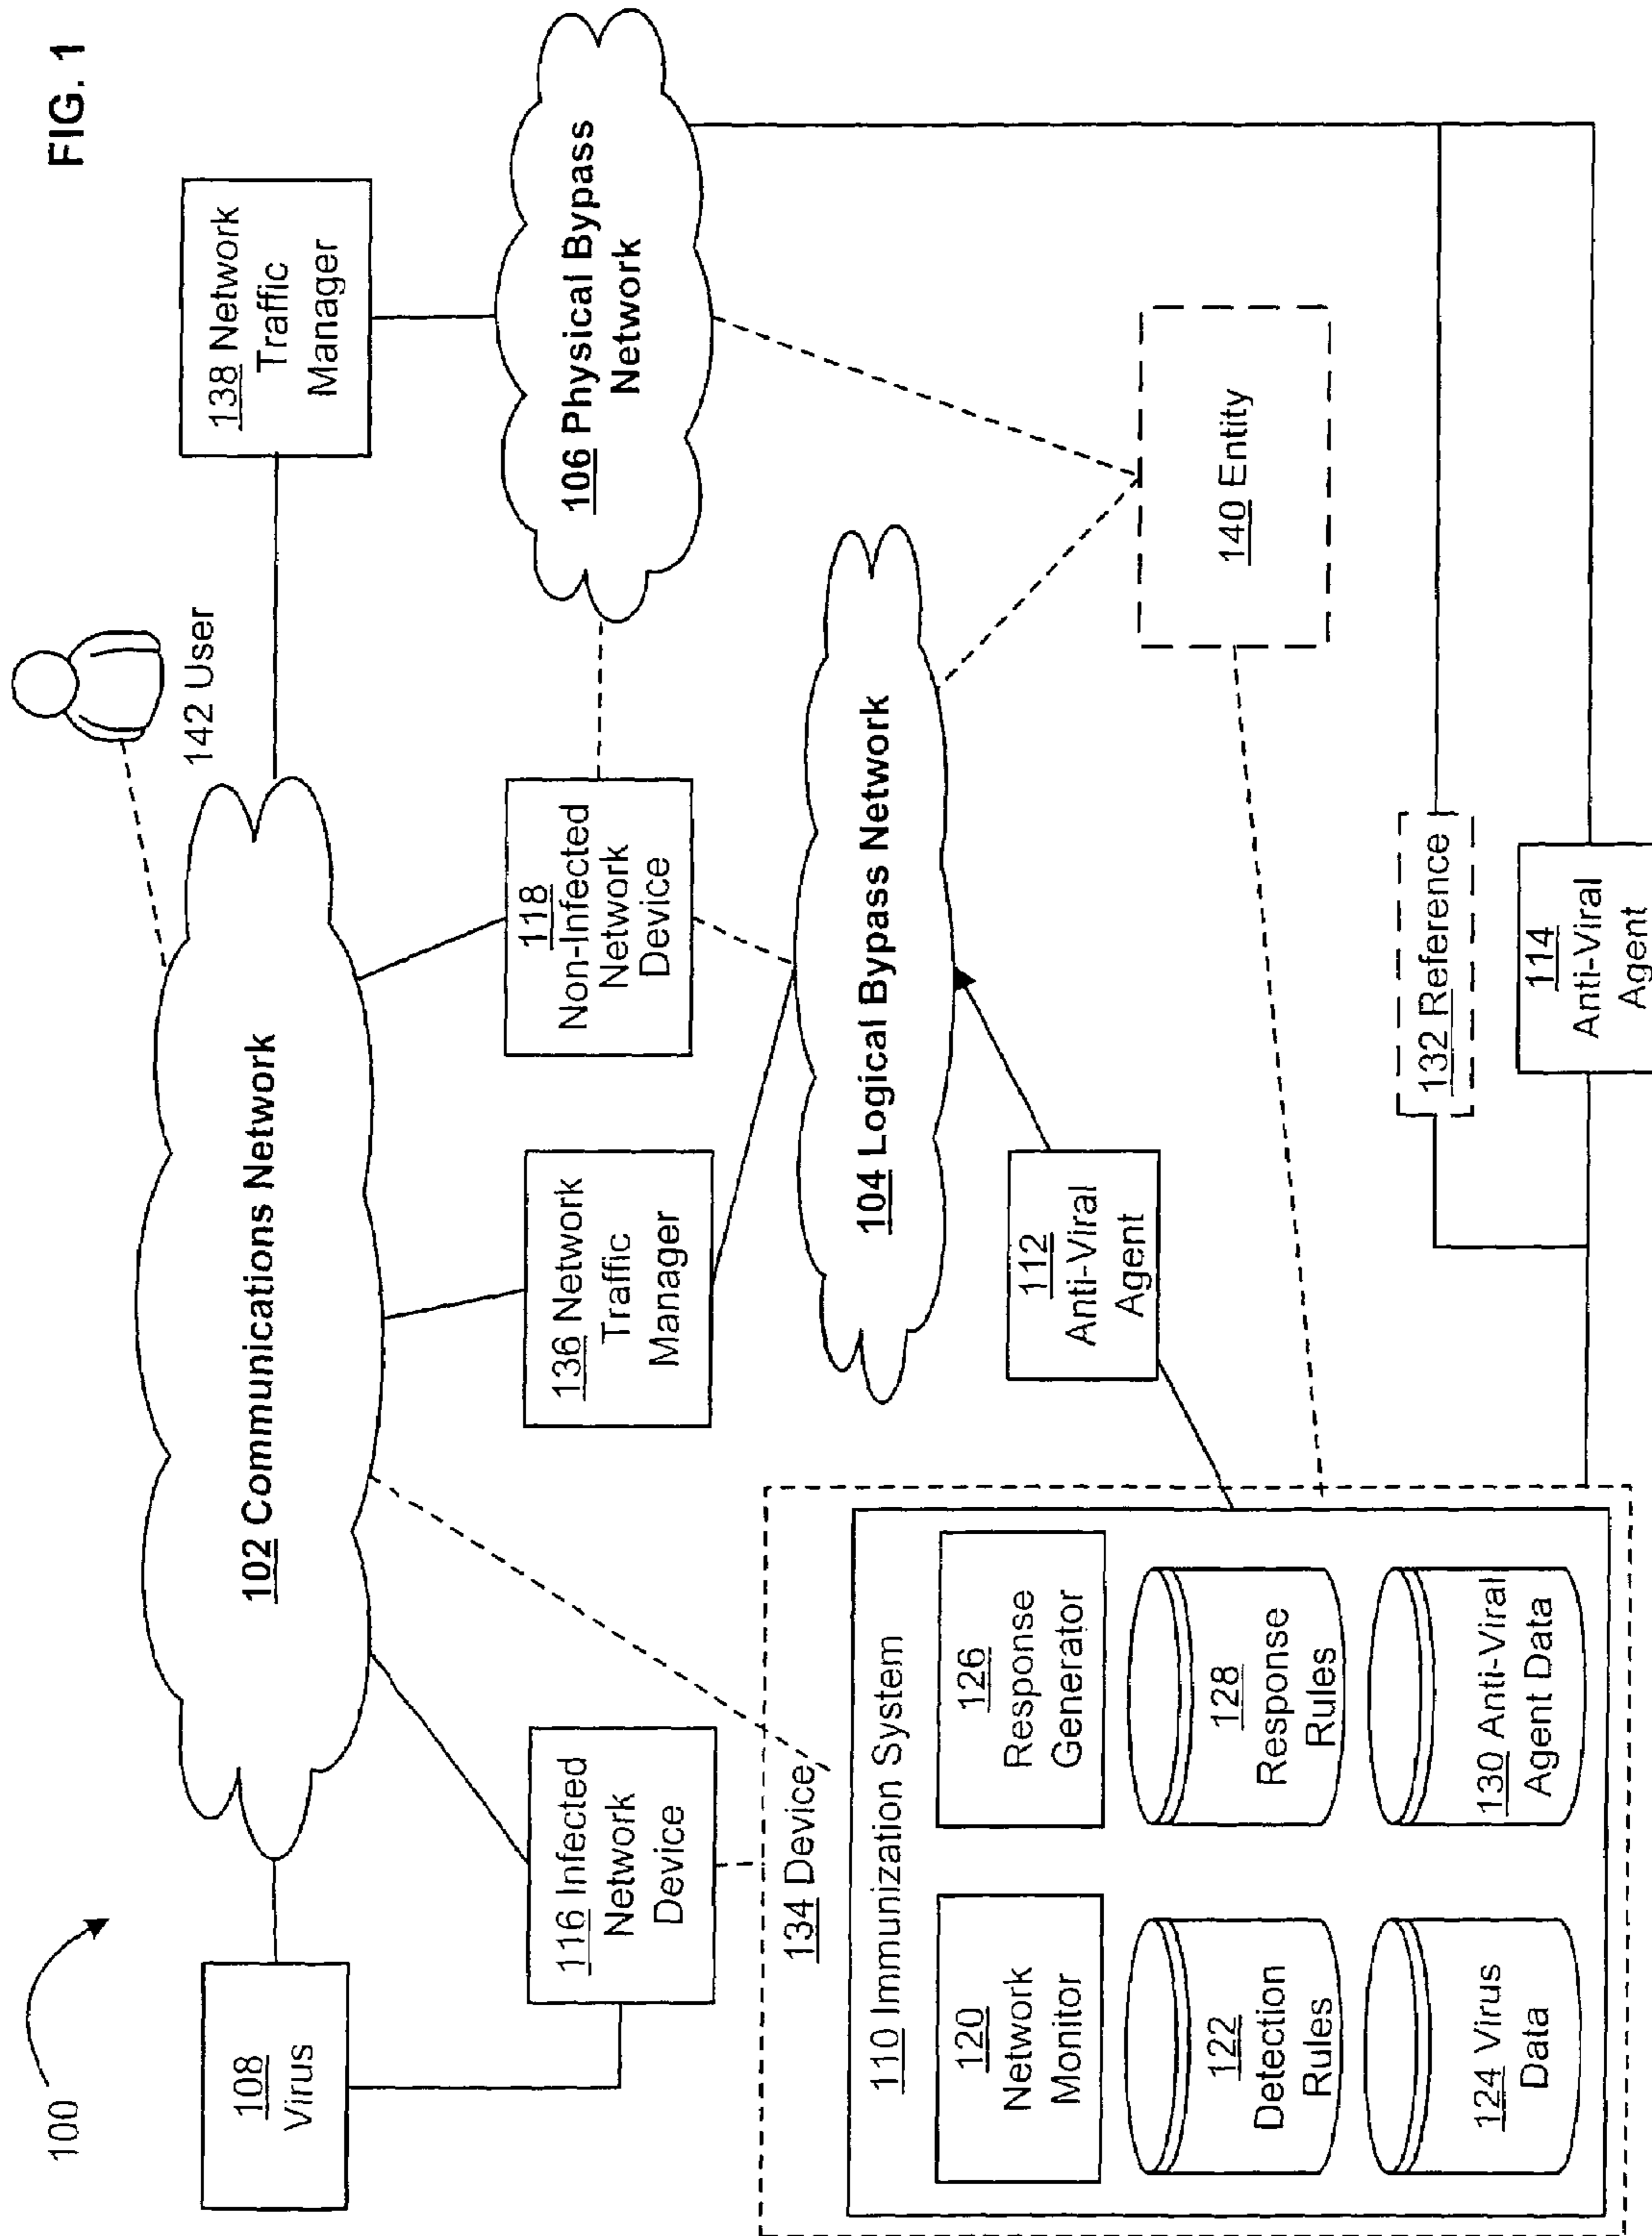 FIG. 1
100
142 User
102 Communications Network
108
Virus
116 Infected
Network
Device
136 Network
Traffic
Manager
118
Non-Infected
Network
Device
138 Network
Traffic
Manager
106 Physical Bypass
Network
104 Logical Bypass Network
134 Device
110 Immunization System
120
Network
Monitor
126
Response
Generator
122
Detection
Rules
128
Response
Rules
124 Virus
Data
130 Anti-Viral
Agent Data
112
Anti-Viral
Agent
140 Entity
132 Reference
114
Anti-Viral
Agent